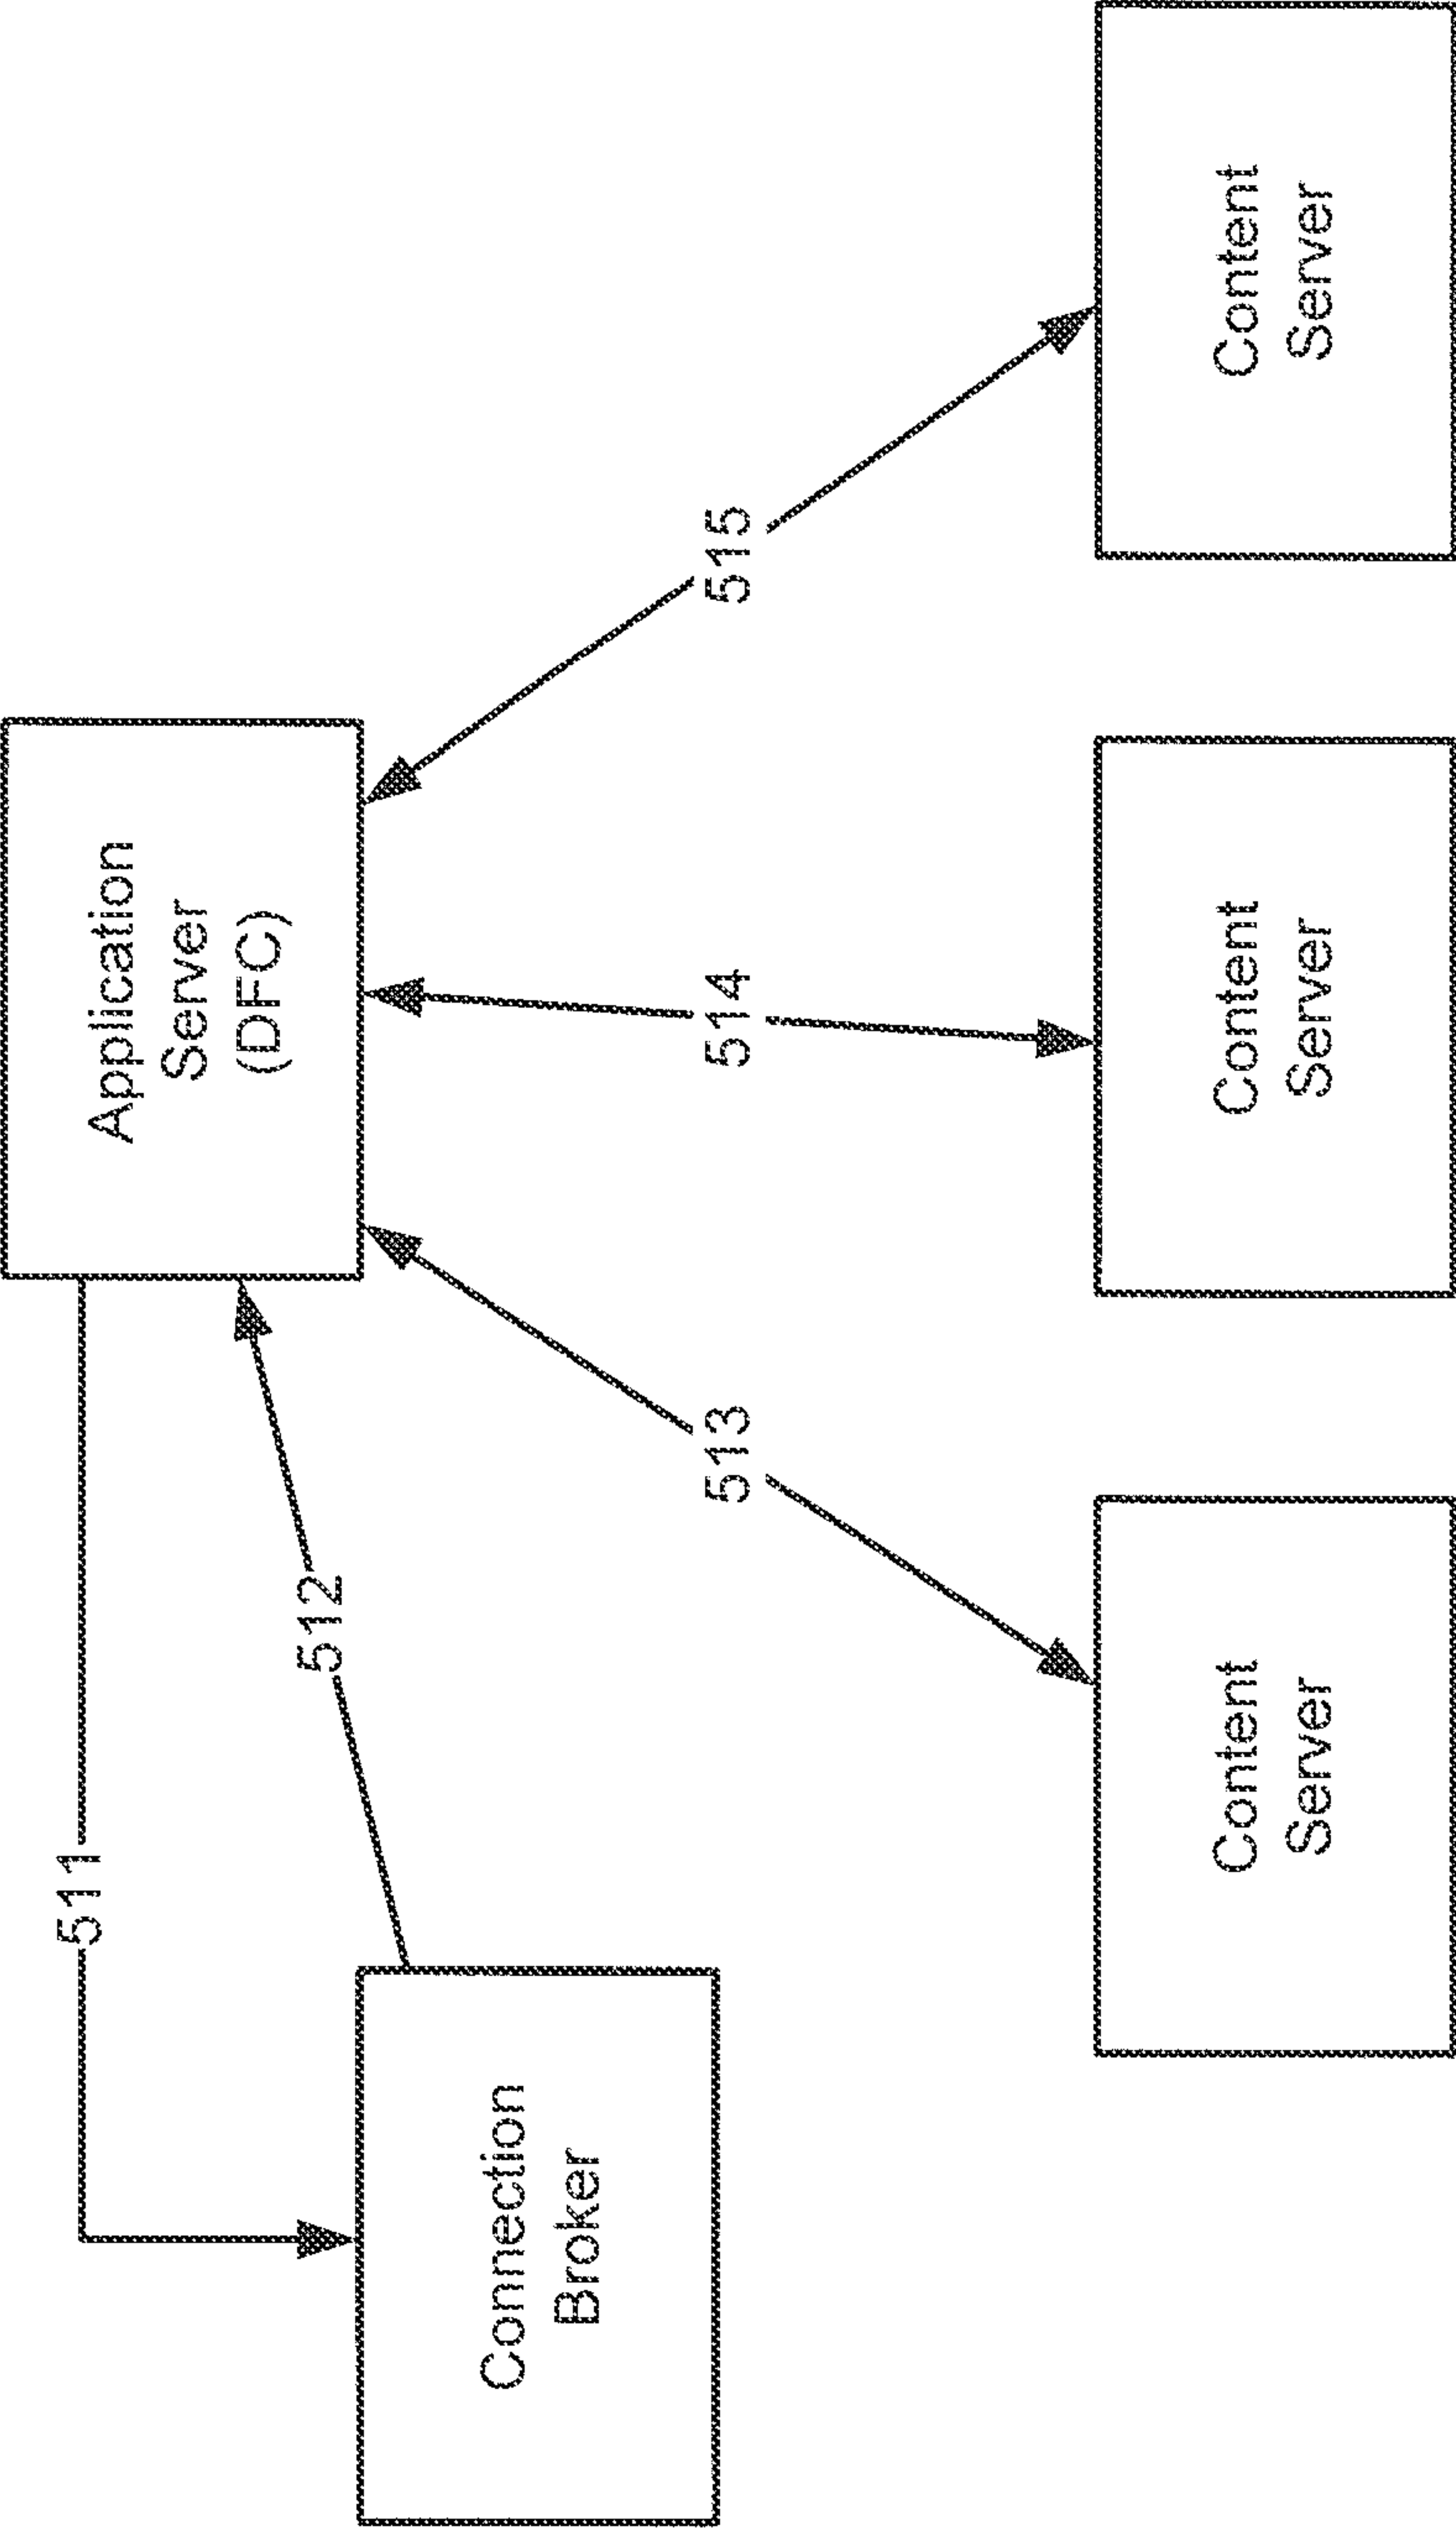 511
Application
Server
(DFC)
512
Connection
Broker
513
514
515
Content
Server
Content
Server
Content
Server